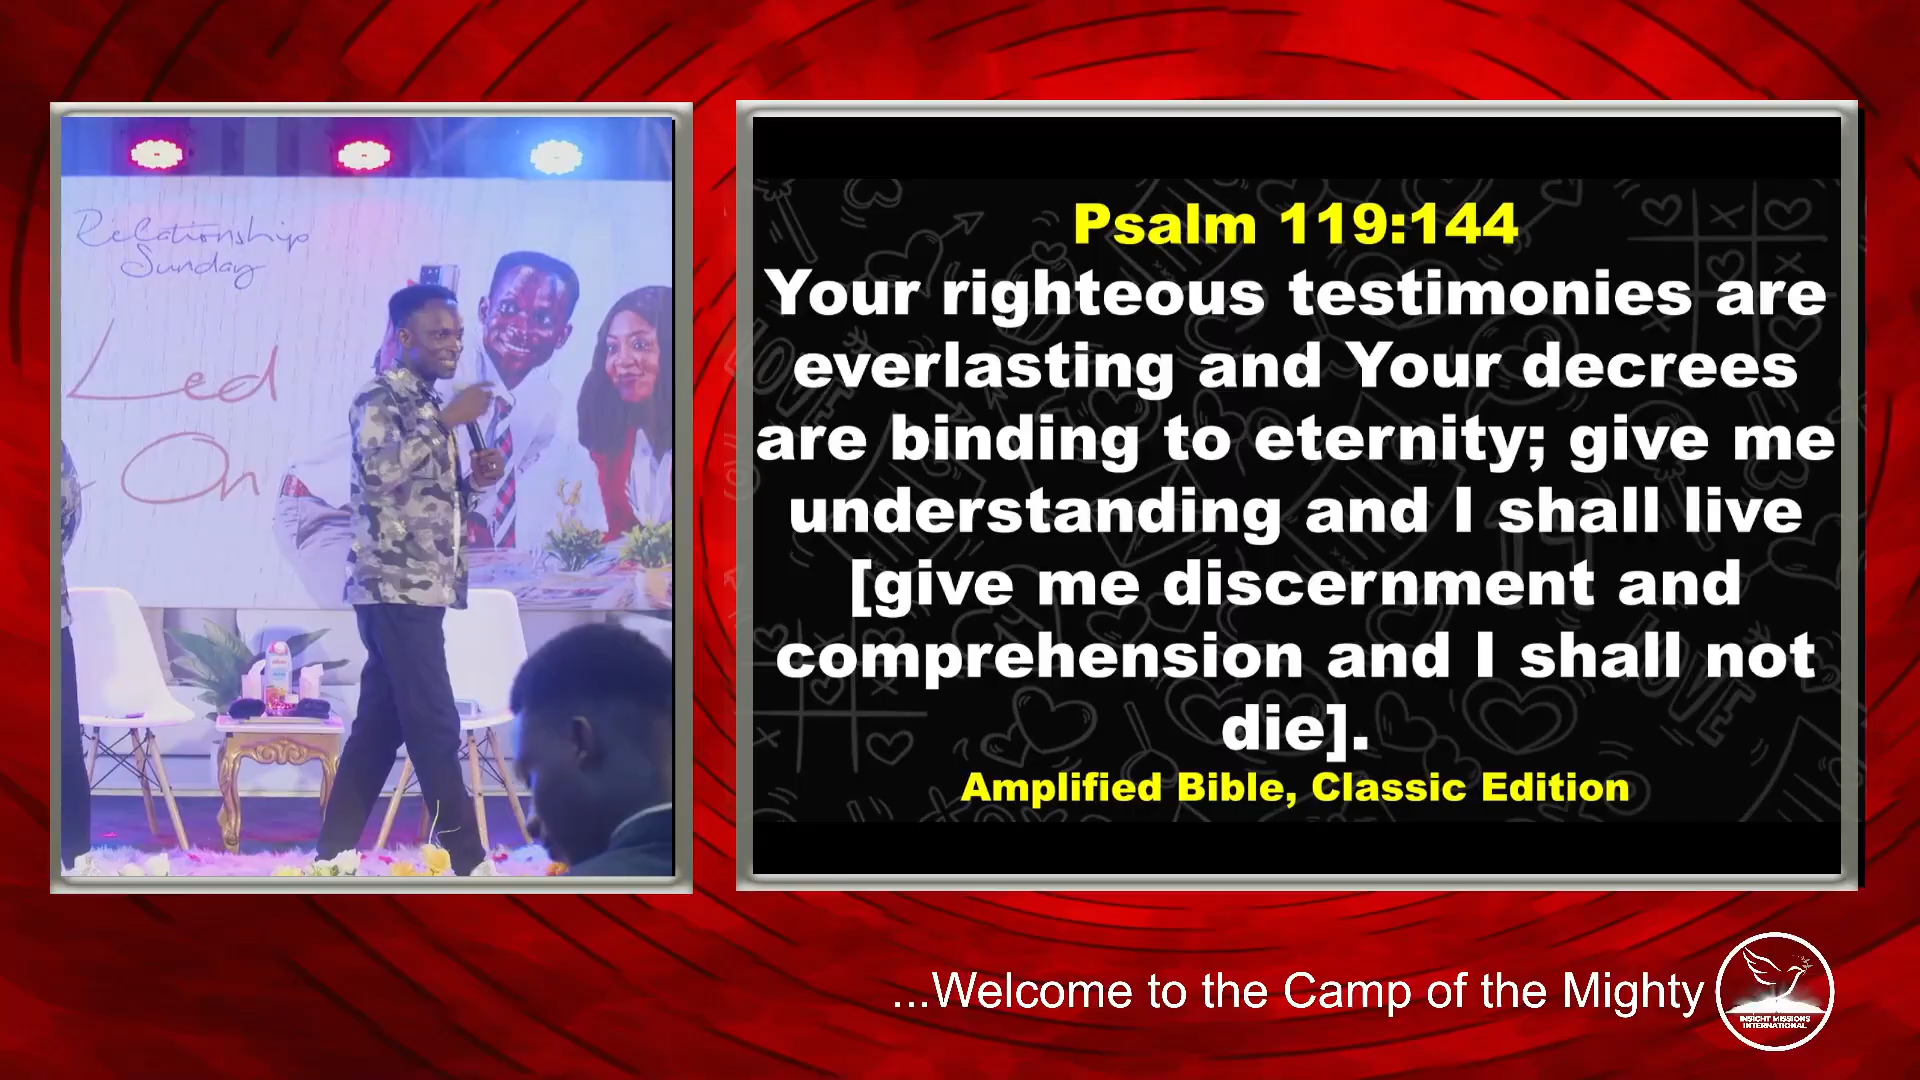 Relationship
Sunday
Led
On
Psalm 119:144
Your righteous testimonies are
everlasting and Your decrees
are binding to eternity; give me
understanding and I shall live
[give me discernment and
comprehension and I shall not
die].
Amplified Bible, Classic Edition
...Welcome to the Camp of the Mighty
INSIGHT MISSIONS
INTERNATIONAL